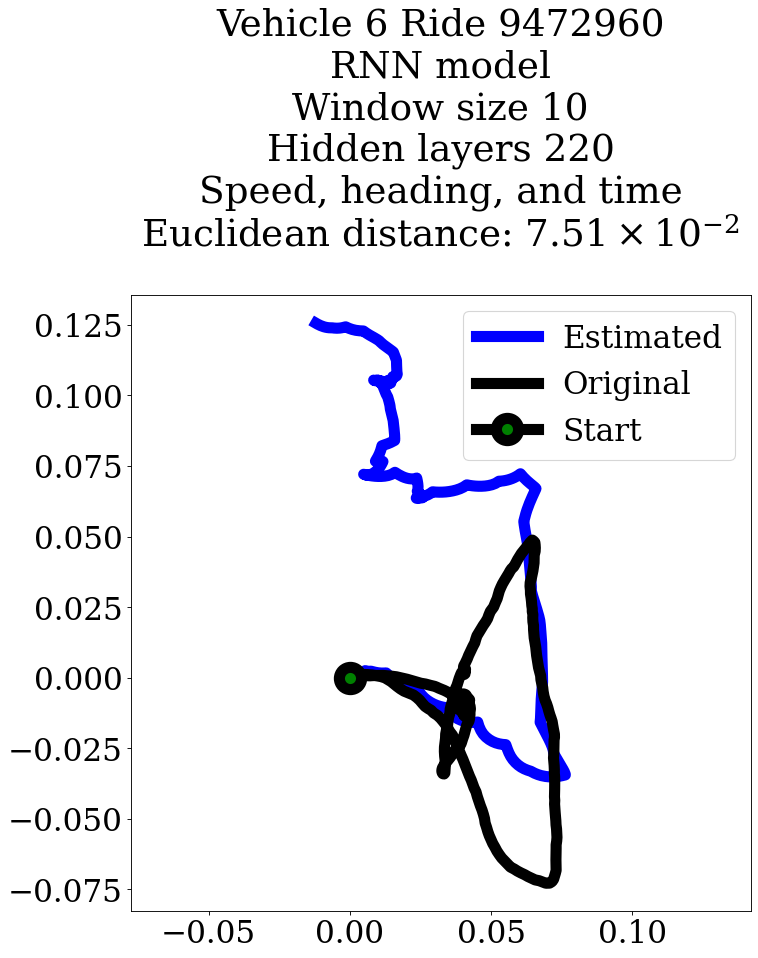 Vehicle 6 Ride 9472960
RNN model
Window size 10
Hidden layers 220
Speed, heading, and time
Euclidean distance: 7.51 × 10⁻²
Estimated
Original
Start
0.125
0.100
0.075
0.050
0.025
0.000
−0.025
−0.050
−0.075
−0.05 0.00 0.05 0.10